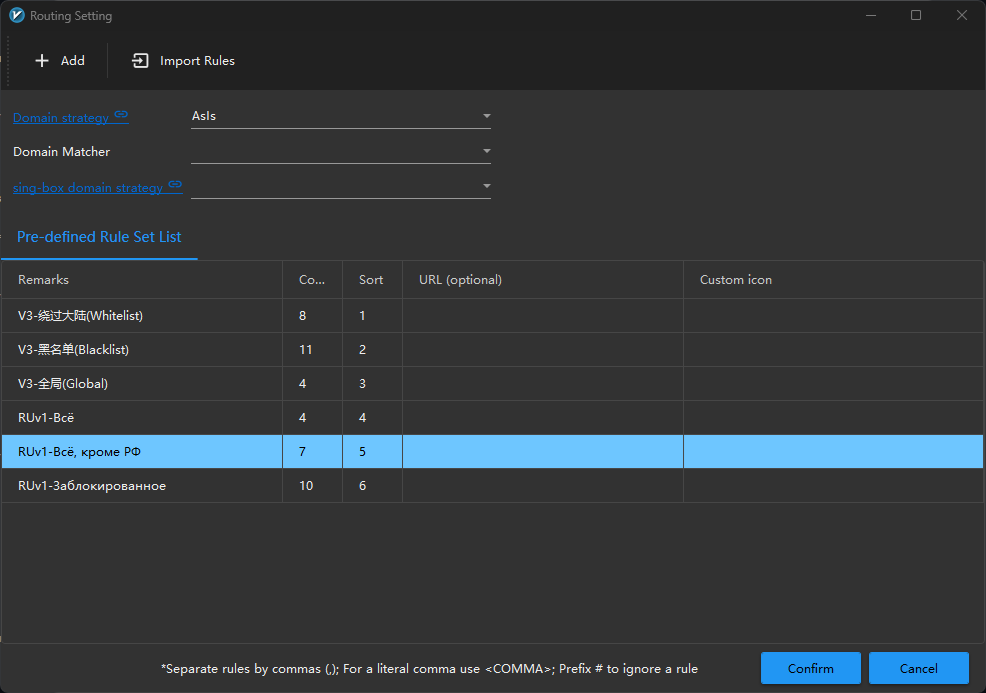 Routing Setting
Add
Import Rules
Domain strategy AsIs
Domain Matcher
sing-box domain strategy
Pre-defined Rule Set List
Remarks Co... Sort URL (optional) Custom icon
V3-绕过大陆(Whitelist) 8 1
V3-黑名单(Blacklist) 11 2
V3-全局(Global) 4 3
RUv1-Всё 4 4
RUv1-Всё, кроме РФ 7 5
RUv1-Заблокированное 10 6
*Separate rules by commas (,); For a literal comma use <COMMA>; Prefix # to ignore a rule
Confirm
Cancel